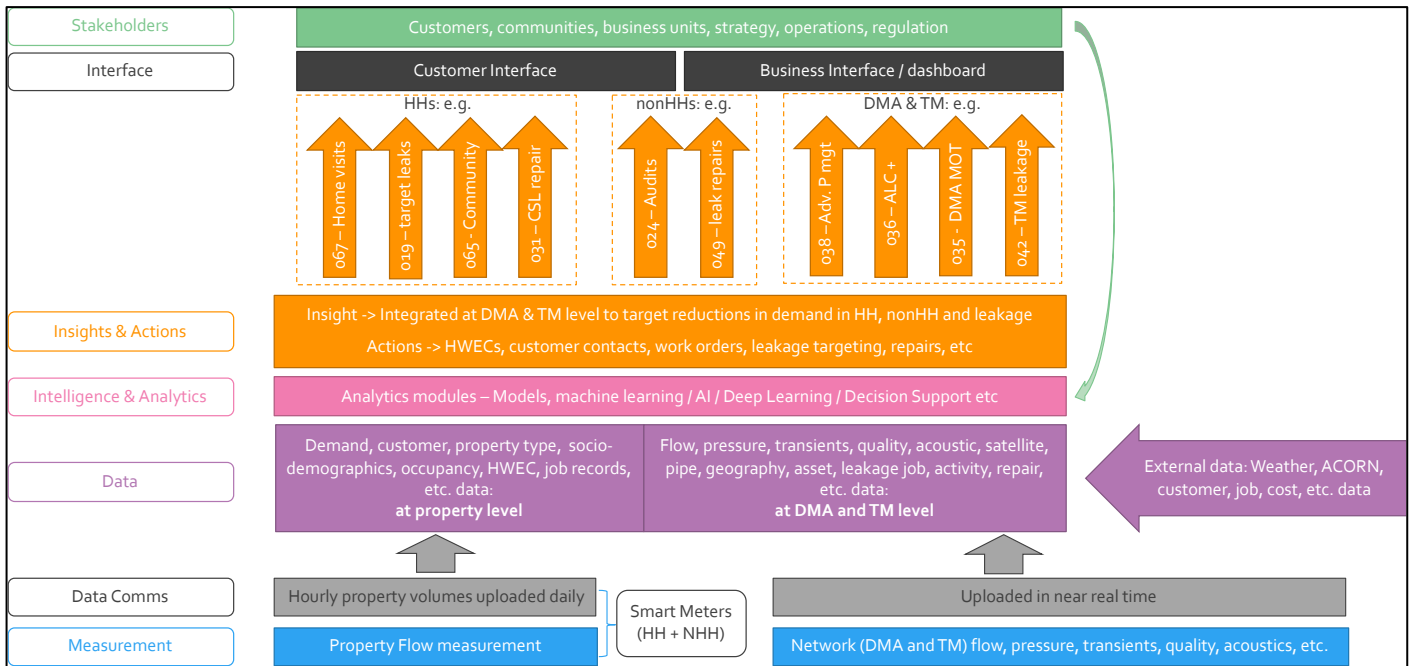 Stakeholders
Customers, communities, business units, strategy, operations, regulation
Interface
Customer Interface
Business Interface / dashboard
HHs: e.g.
nonHHs: e.g.
DMA & TM: e.g.
067 – Home visits
019 – target leaks
065 - Community
031 – CSL repair
024 – Audits
049 – leak repairs
038 – Adv. P mgt
036 – ALC +
035 - DMA MOT
042 – TM leakage
Insights & Actions
Insight -> Integrated at DMA & TM level to target reductions in demand in HH, nonHH and leakage
Actions -> HWECs, customer contacts, work orders, leakage targeting, repairs, etc
Intelligence & Analytics
Analytics modules – Models, machine learning / AI / Deep Learning / Decision Support etc
Data
Demand, customer, property type, socio-
demographics, occupancy, HWEC, job records,
etc. data:
at property level
Flow, pressure, transients, quality, acoustic, satellite,
pipe, geography, asset, leakage job, activity, repair,
etc. data:
at DMA and TM level
External data: Weather, ACORN,
customer, job, cost, etc. data
Data Comms
Hourly property volumes uploaded daily
Smart Meters
(HH + NHH)
Uploaded in near real time
Measurement
Property Flow measurement
Network (DMA and TM) flow, pressure, transients, quality, acoustics, etc.